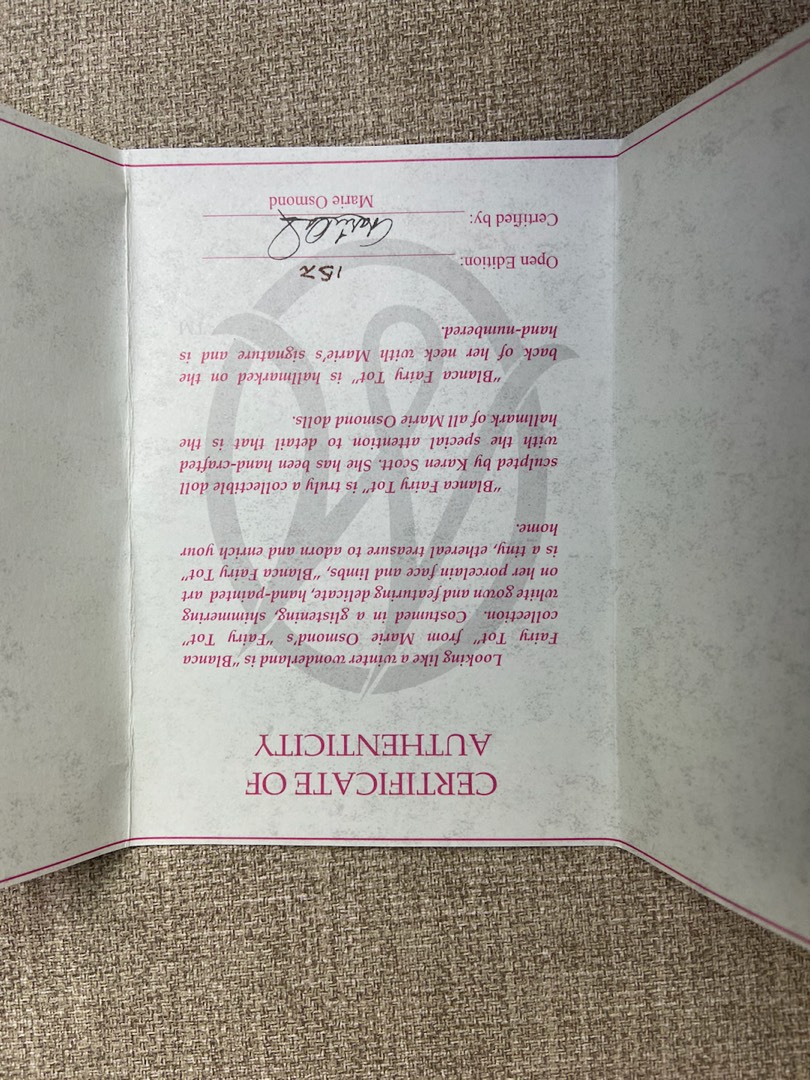 CERTIFICATE OF
AUTHENTICITY
Looking like a winter wonderland is "Blanca
Fairy Tot" from Marie Osmond's "Fairy Tot"
collection. Costumed in a glistening, shimmering
white gown and featuring delicate, hand-painted art
on her porcelain face and limbs, "Blanca Fairy Tot"
is a tiny, ethereal treasure to adorn and enrich your
home.
"Blanca Fairy Tot" is truly a collectible doll
sculpted by Karen Scott. She has been hand-crafted
with the special attention to detail that is the
hallmark of all Marie Osmond dolls.
"Blanca Fairy Tot" is hallmarked on the
back of her neck with Marie's signature and is
hand-numbered.
TM
Open Edition: 152
Certified by:
Marie Osmond